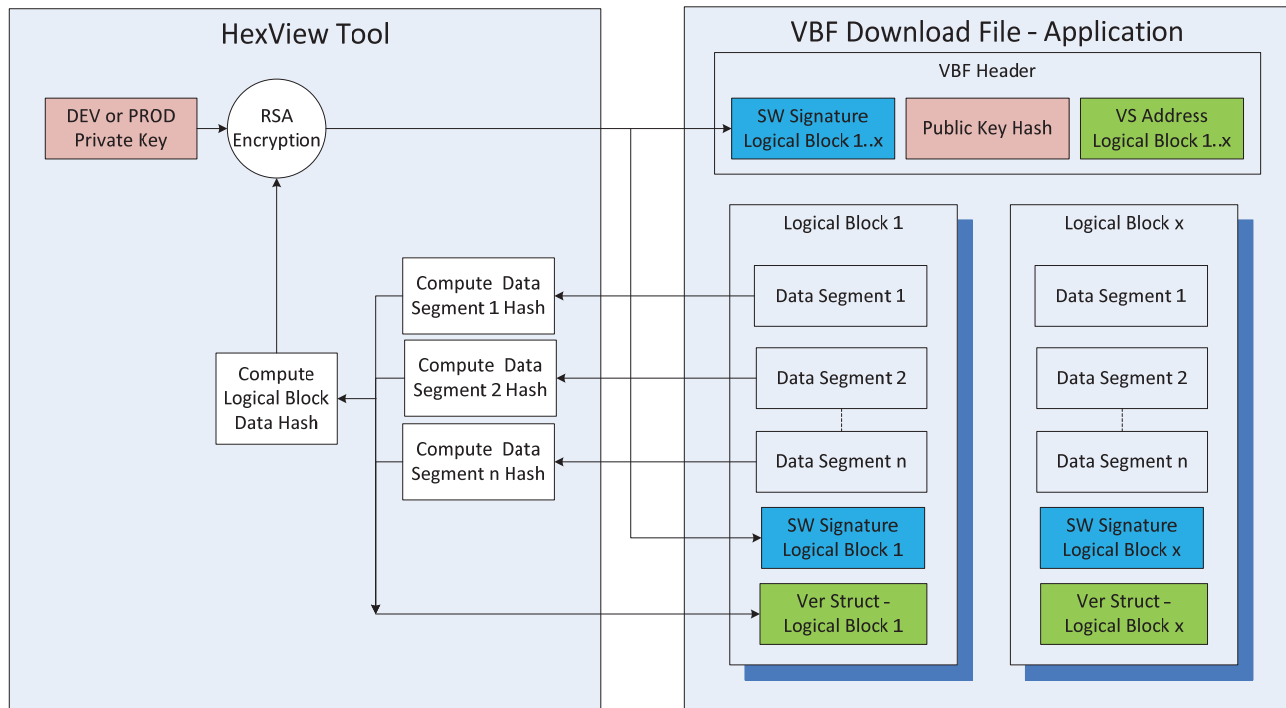 HexView Tool
DEV or PROD
Private Key
RSA
Encryption
Compute Data
Segment 1 Hash
Compute Data
Segment 2 Hash
Compute Data
Segment n Hash
Compute
Logical Block
Data Hash
VBF Download File – Application
VBF Header
SW Signature
Logical Block 1..x
Public Key Hash
VS Address
Logical Block 1..x
Logical Block 1
Data Segment 1
Data Segment 2
Data Segment n
SW Signature
Logical Block 1
Ver Struct –
Logical Block 1
Logical Block x
Data Segment 1
Data Segment 2
Data Segment n
SW Signature
Logical Block x
Ver Struct –
Logical Block x